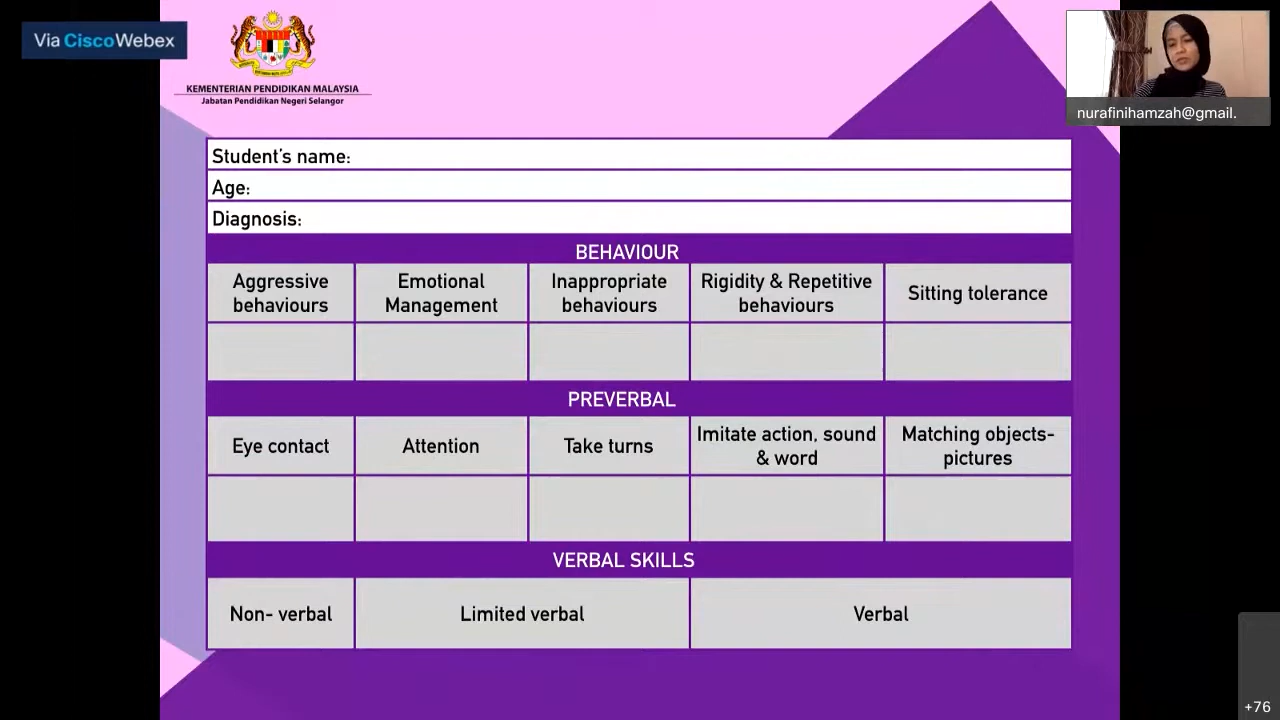 Via CiscoWebex
KEMENTERIAN PENDIDIKAN MALAYSIA
Jabatan Pendidikan Negeri Selangor
nurafinihamzah@gmail.
Student's name:
Age:
Diagnosis:
BEHAVIOUR
Aggressive
behaviours
Emotional
Management
Inappropriate
behaviours
Rigidity & Repetitive
behaviours
Sitting tolerance
PREVERBAL
Eye contact
Attention
Take turns
Imitate action, sound
& word
Matching objects-
pictures
VERBAL SKILLS
Non- verbal
Limited verbal
Verbal
+76